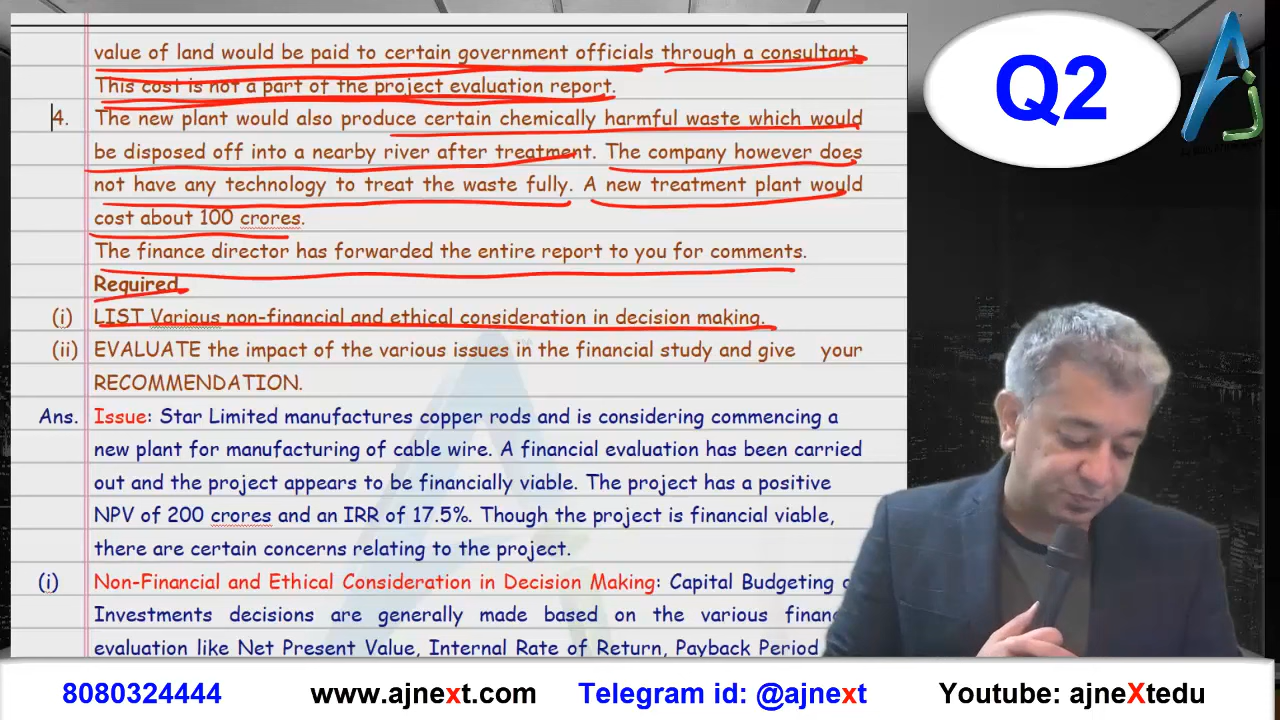 value of land would be paid to certain government officials through a consultant.
This cost is not a part of the project evaluation report.
4. The new plant would also produce certain chemically harmful waste which would
be disposed off into a nearby river after treatment. The company however does
not have any technology to treat the waste fully. A new treatment plant would
cost about 100 crores.
The finance director has forwarded the entire report to you for comments.
Required
(i) LIST Various non-financial and ethical consideration in decision making.
(ii) EVALUATE the impact of the various issues in the financial study and give your
RECOMMENDATION.
Ans. Issue: Star Limited manufactures copper rods and is considering commencing a
new plant for manufacturing of cable wire. A financial evaluation has been carried
out and the project appears to be financially viable. The project has a positive
NPV of 200 crores and an IRR of 17.5%. Though the project is financial viable,
there are certain concerns relating to the project.
(i) Non-Financial and Ethical Consideration in Decision Making: Capital Budgeting
Investments decisions are generally made based on the various
evaluation like Net Present Value, Internal Rate of Return, Payback Period
Q2
8080324444
www.ajnext.com
Telegram id: @ajnext
Youtube: ajneXtedu